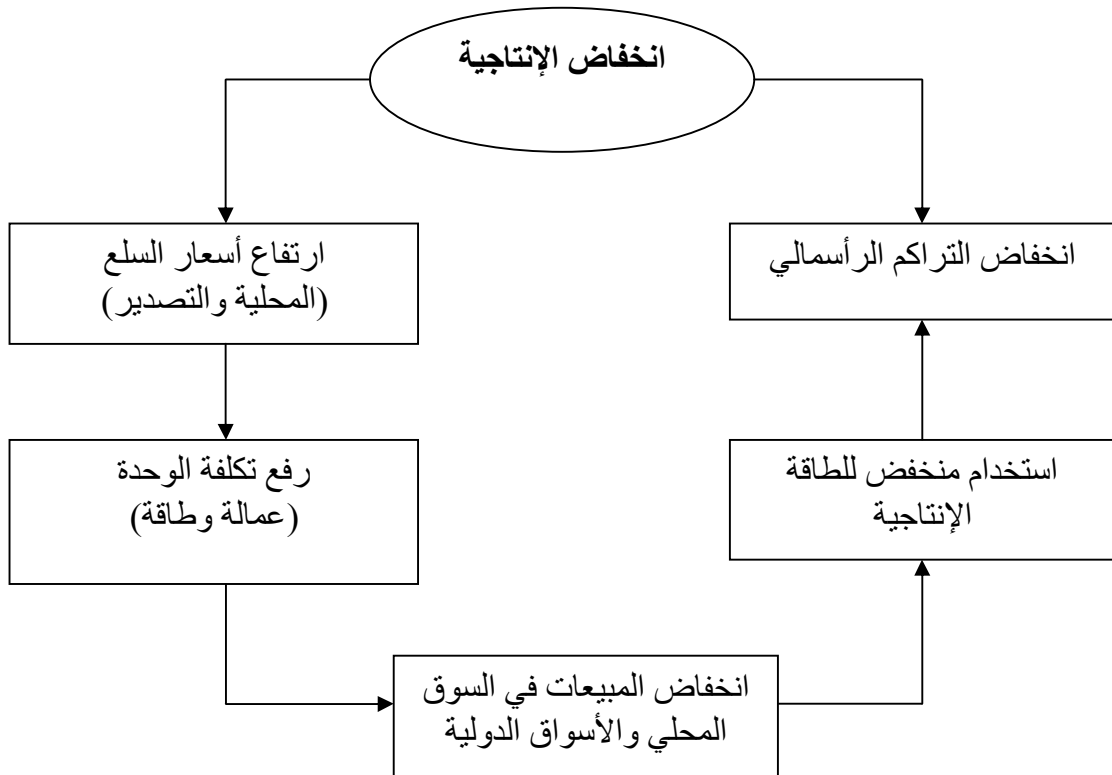 انخفاض الإنتاجية
انخفاض التراكم الرأسمالي
ارتفاع أسعار السلع
(المحلية والتصدير)
استخدام منخفض للطاقة
الإنتاجية
رفع تكلفة الوحدة
(عمالة وطاقة)
انخفاض المبيعات في السوق
المحلي والأسواق الدولية